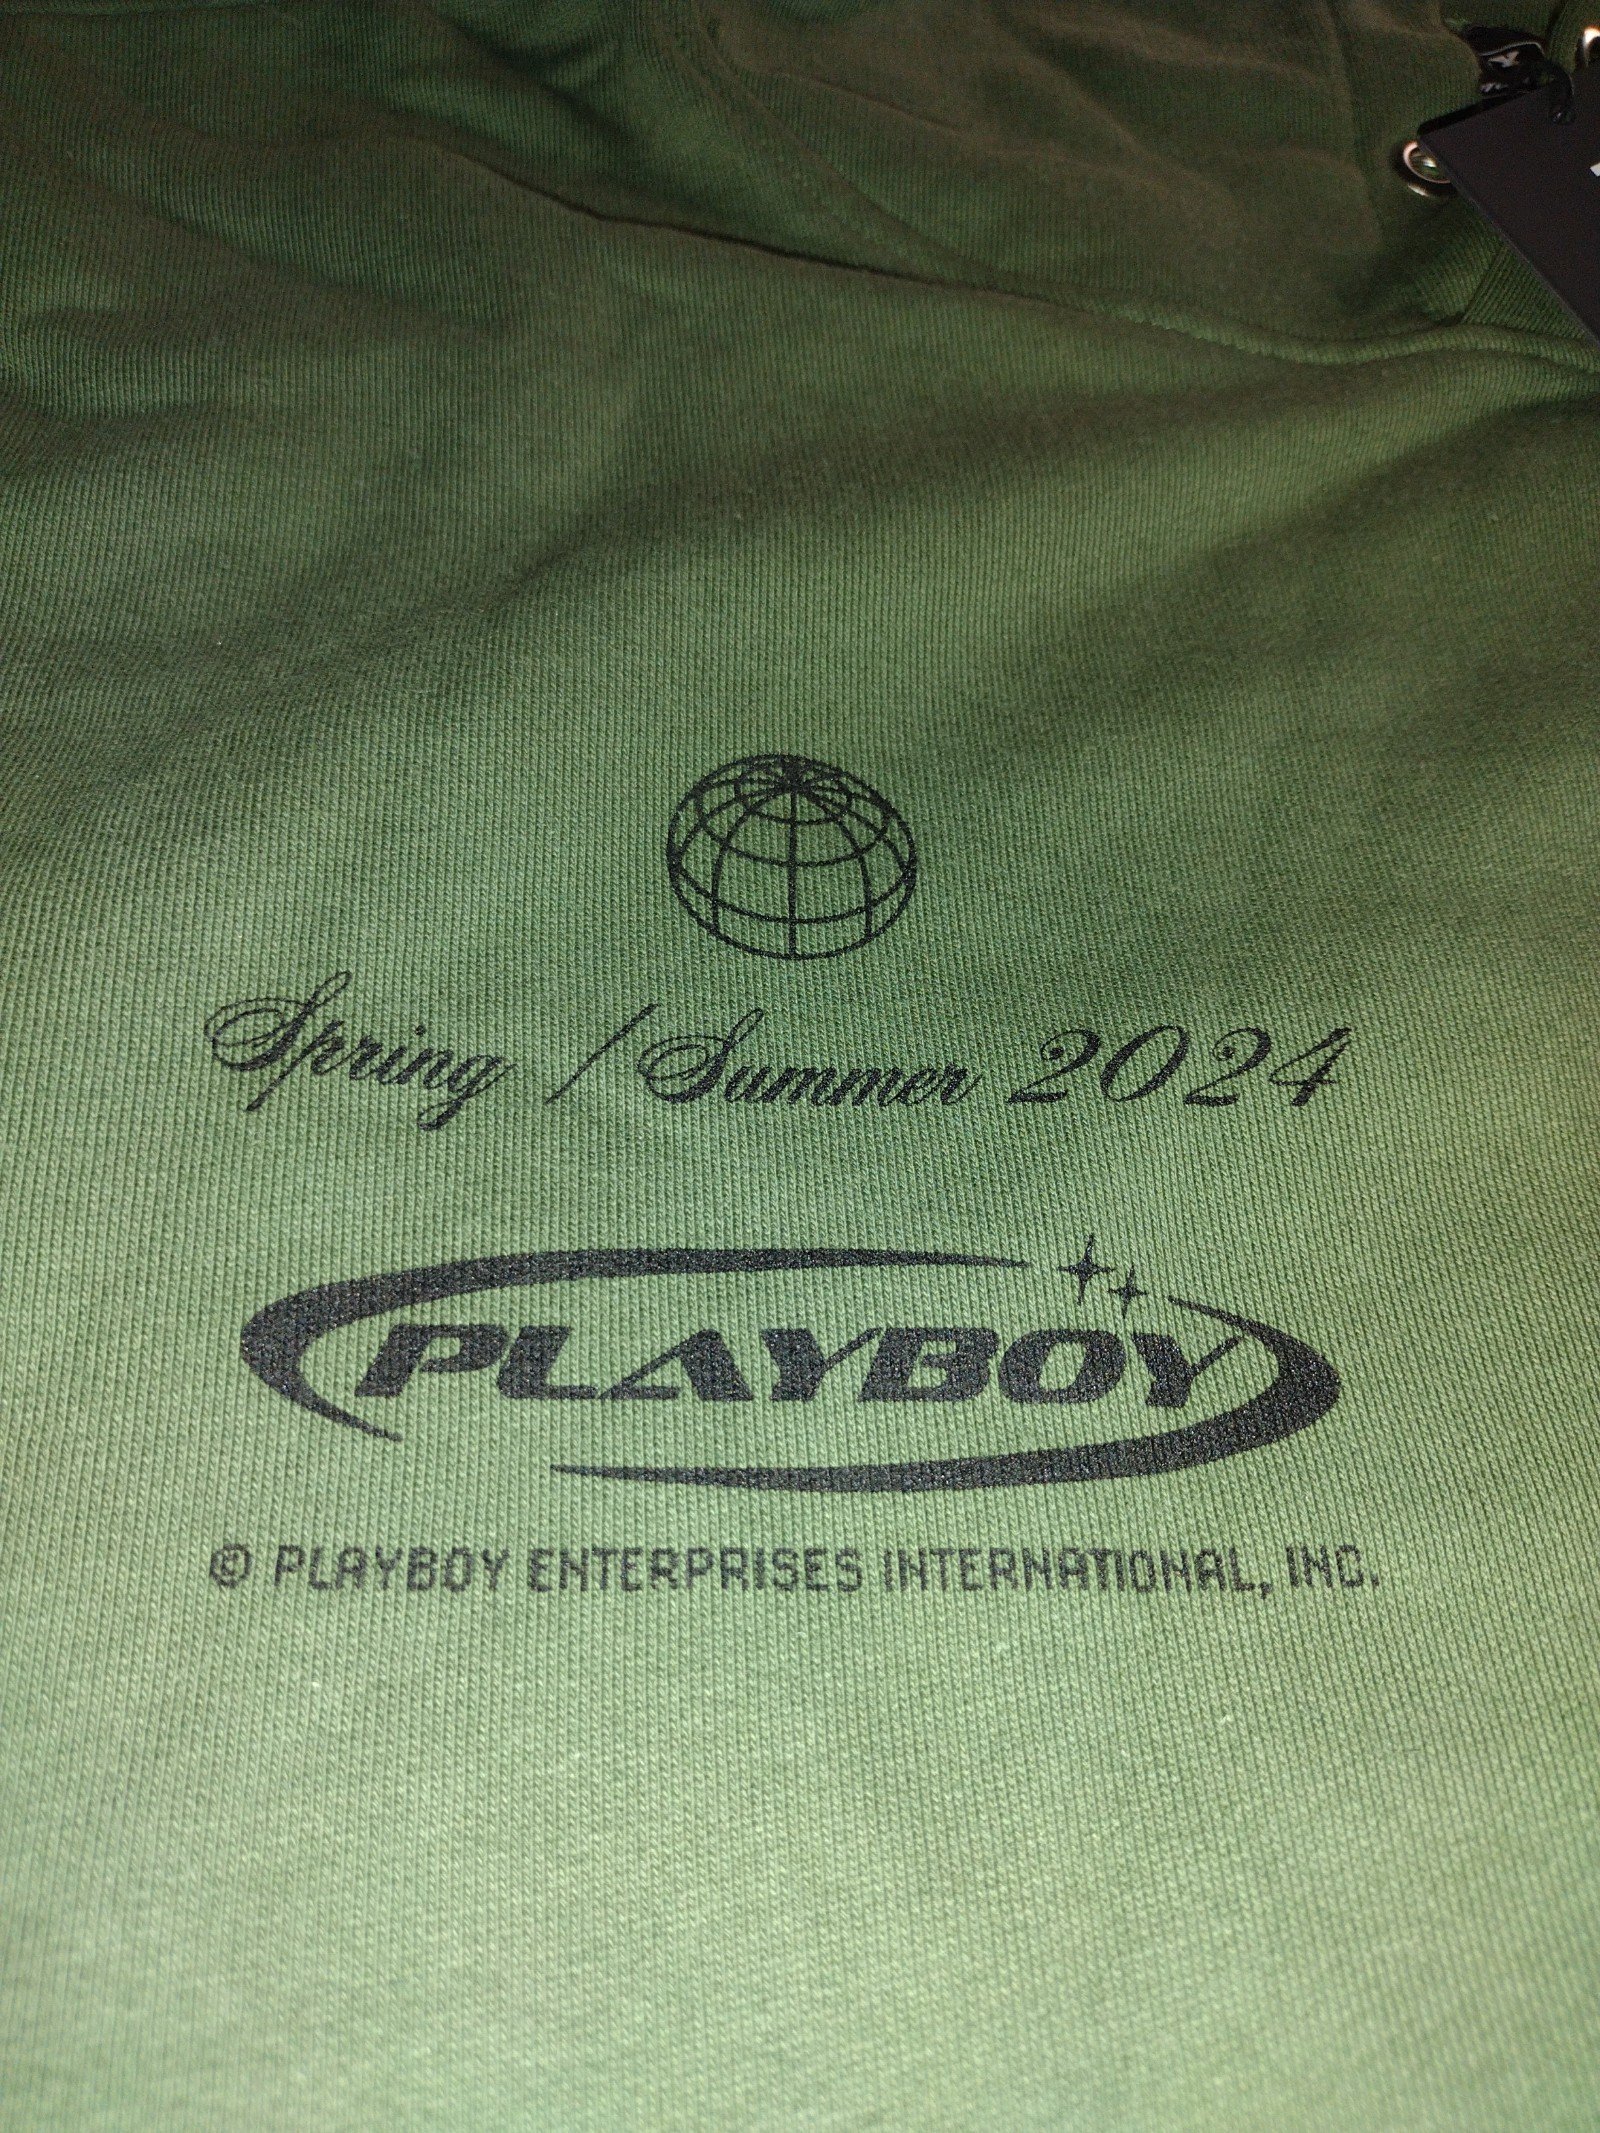 Spring / Summer 2024
PLAYBOY
© PLAYBOY ENTERPRISES INTERNATIONAL, INC.